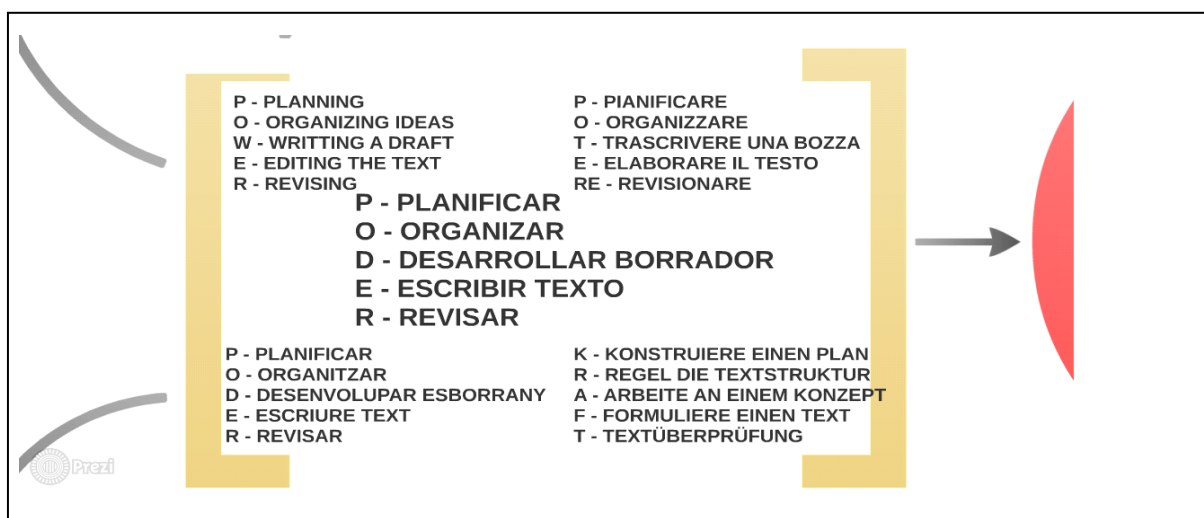 P - PLANNING
O - ORGANIZING IDEAS
W - WRITTING A DRAFT
E - EDITING THE TEXT
R - REVISING
P - PIANIFICARE
O - ORGANIZZARE
T - TRASCRIVERE UNA BOZZA
E - ELABORARE IL TESTO
RE - REVISIONARE
P - PLANIFICAR
O - ORGANIZAR
D - DESARROLLAR BORRADOR
E - ESCRIBIR TEXTO
R - REVISAR
P - PLANIFICAR
O - ORGANITZAR
D - DESENVOLUPAR ESBORRANY
E - ESCRIURE TEXT
R - REVISAR
K - KONSTRUIERE EINEN PLAN
R - REGEL DIE TEXTSTRUKTUR
A - ARBEITE AN EINEM KONZEPT
F - FORMULIERE EINEN TEXT
T - TEXTÜBERPRÜFUNG
Prezi